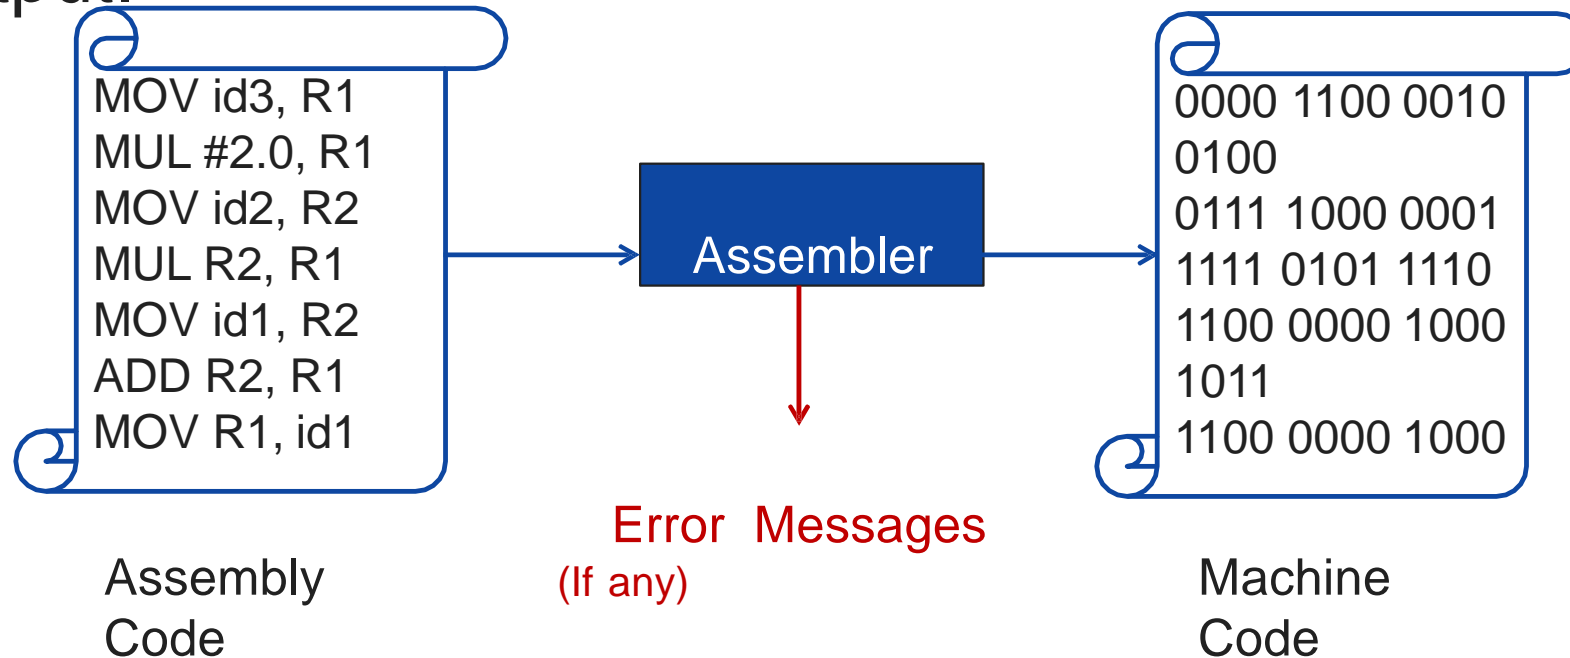 MOV id3, R1
MUL #2.0, R1
MOV id2, R2
MUL R2, R1
MOV id1, R2
ADD R2, R1
MOV R1, id1
Assembly
Code
Assembler
Error Messages
(If any)
0000 1100 0010
0100
0111 1000 0001
1111 0101 1110
1100 0000 1000
1011
1100 0000 1000
Machine
Code